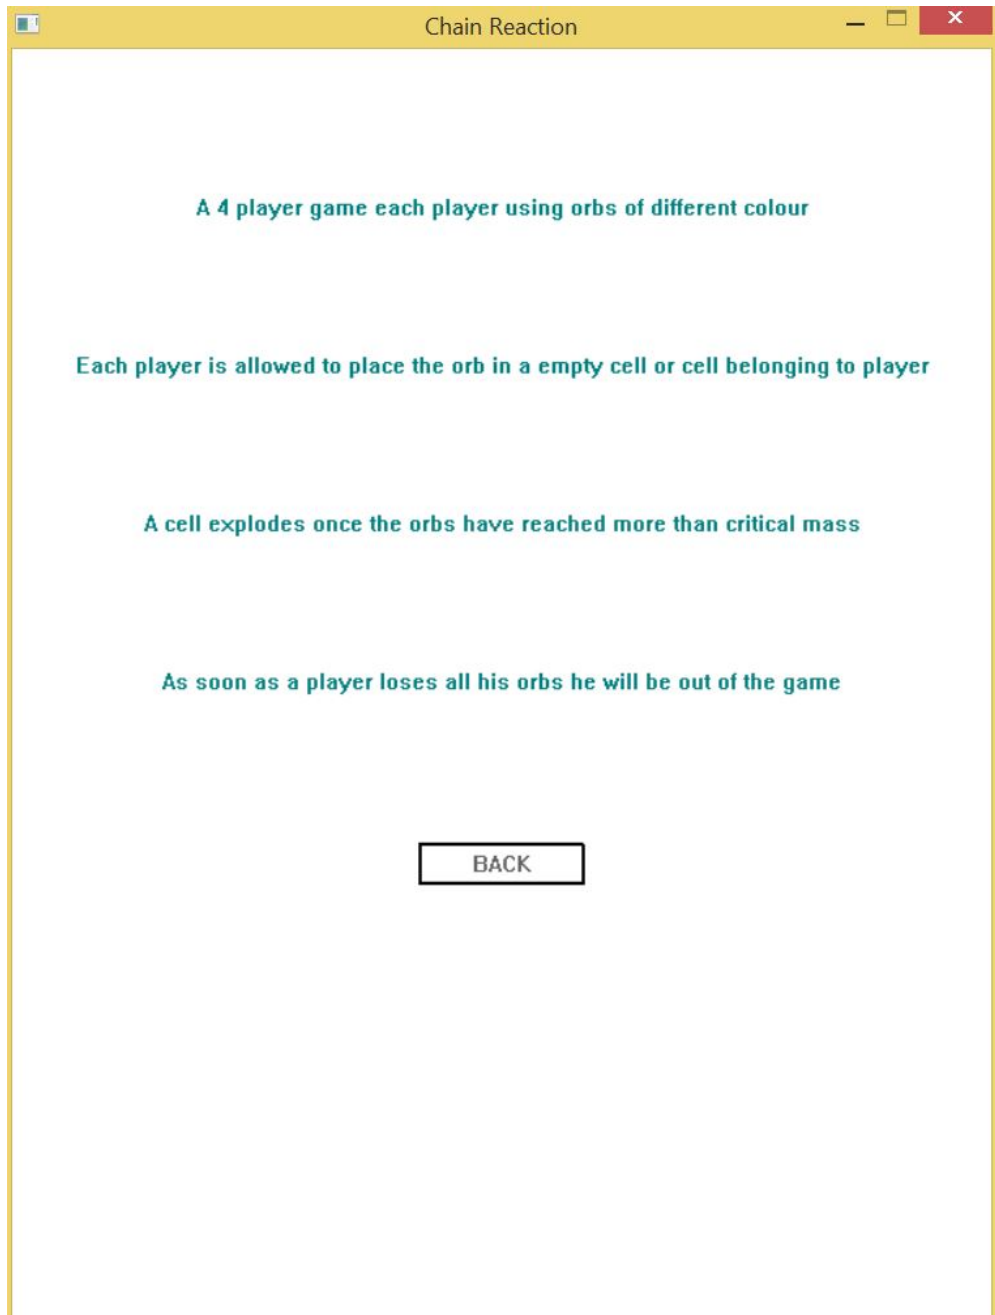 Chain Reaction
A 4 player game each player using orbs of different colour
Each player is allowed to place the orb in a empty cell or cell belonging to player
A cell explodes once the orbs have reached more than critical mass
As soon as a player loses all his orbs he will be out of the game
BACK